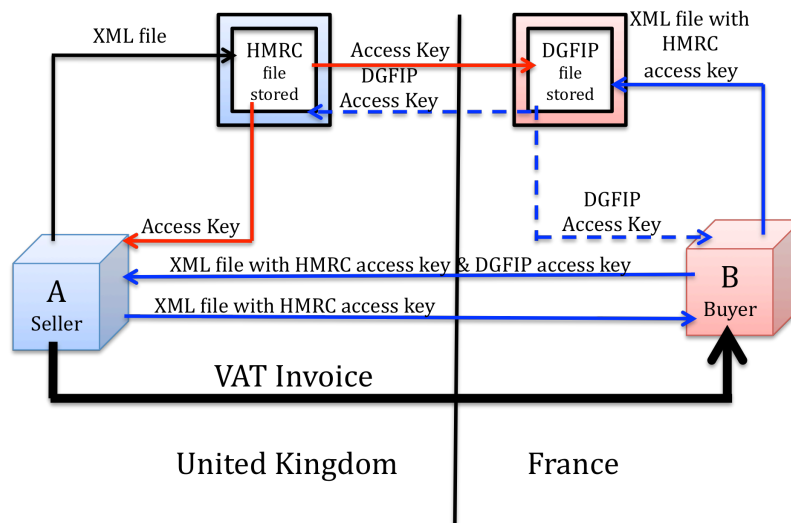 XML file
HMRC
file
stored
Access Key
DGFIP
Access Key
DGFIP
file
stored
XML file with
HMRC
access key
Access Key
DGFIP
Access Key
A
Seller
XML file with HMRC access key & DGFIP access key
XML file with HMRC access key
B
Buyer
VAT Invoice
United Kingdom
France